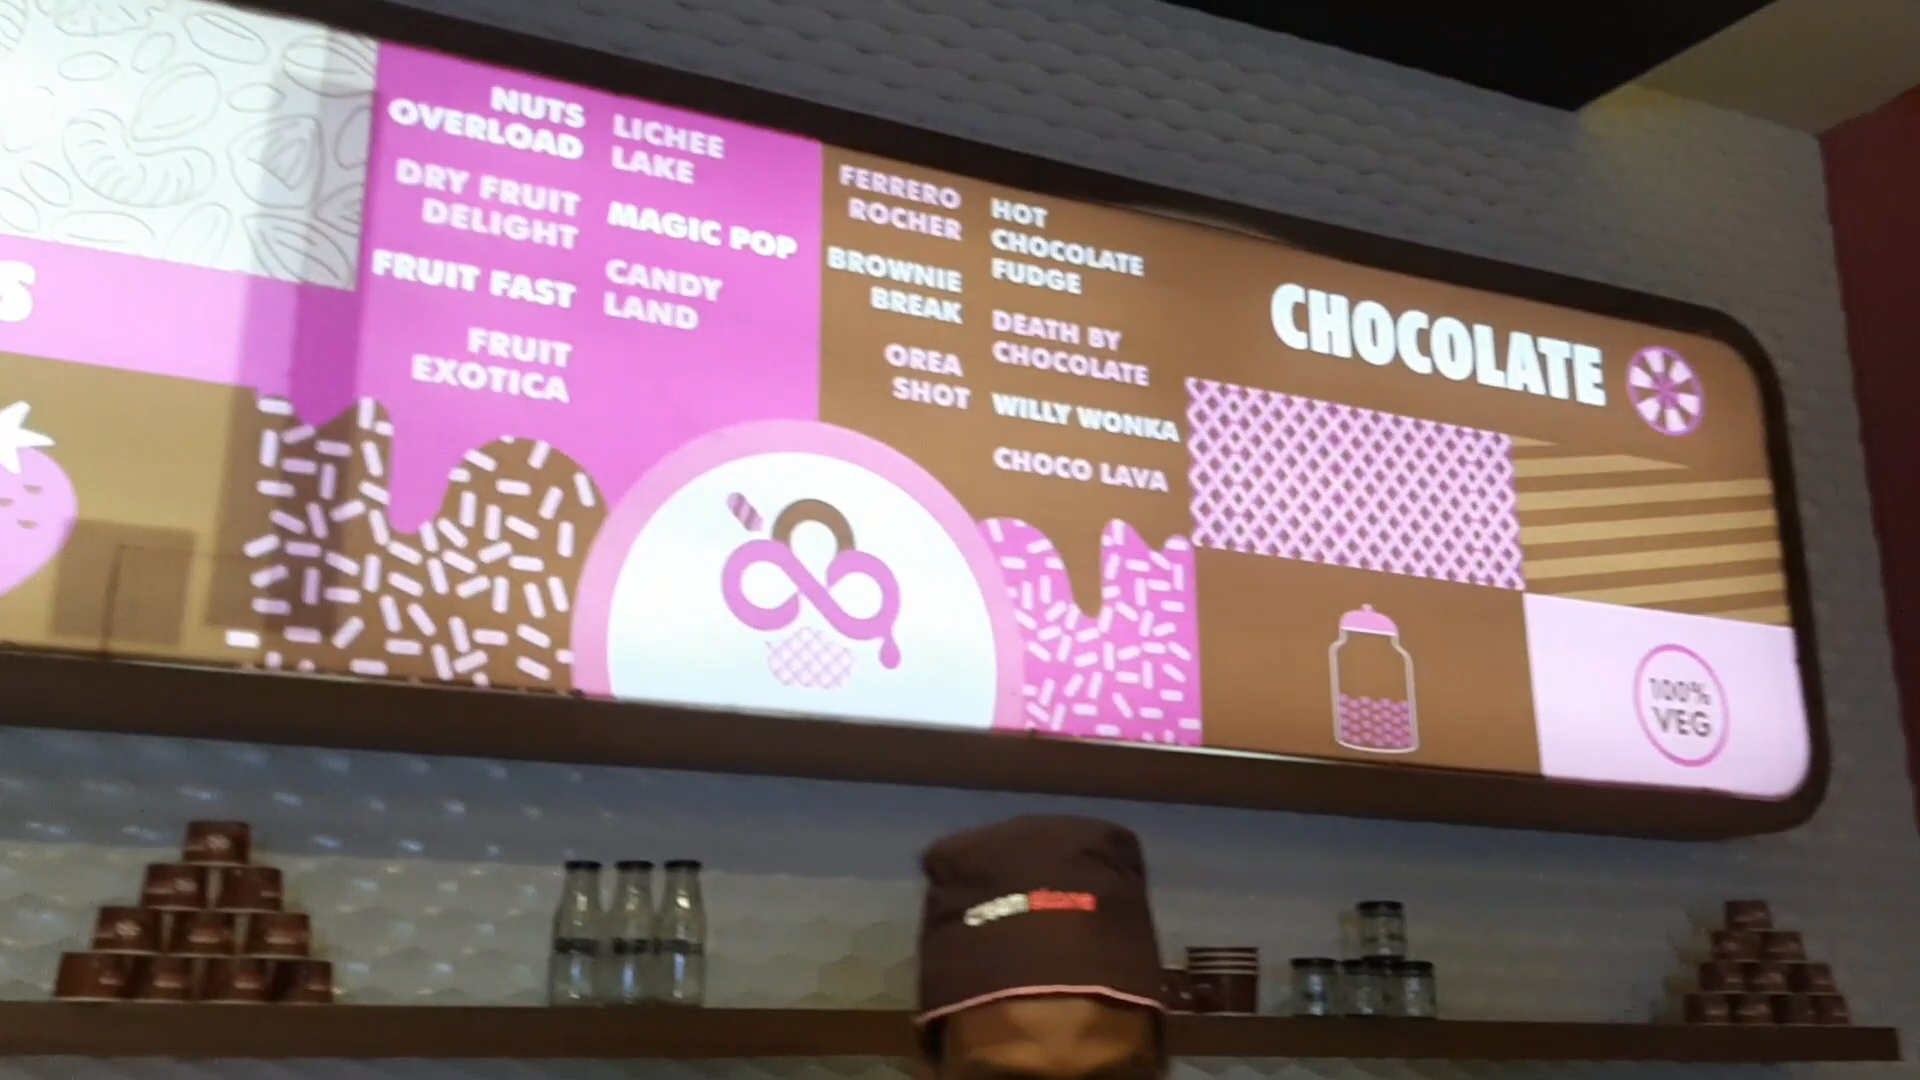 S
NUTS
OVERLOAD
DRY FRUIT
DELIGHT
FRUIT FAST
FRUIT
EXOTICA
LICHEE
LAKE
MAGIC POP
CANDY
LAND
FERRERO
ROCHER
BROWNIE
BREAK
OREA
SHOT
HOT
CHOCOLATE
FUDGE
DEATH BY
CHOCOLATE
WILLY WONKA
CHOCO LAVA
CHOCOLATE
100%
VEG
creamstone